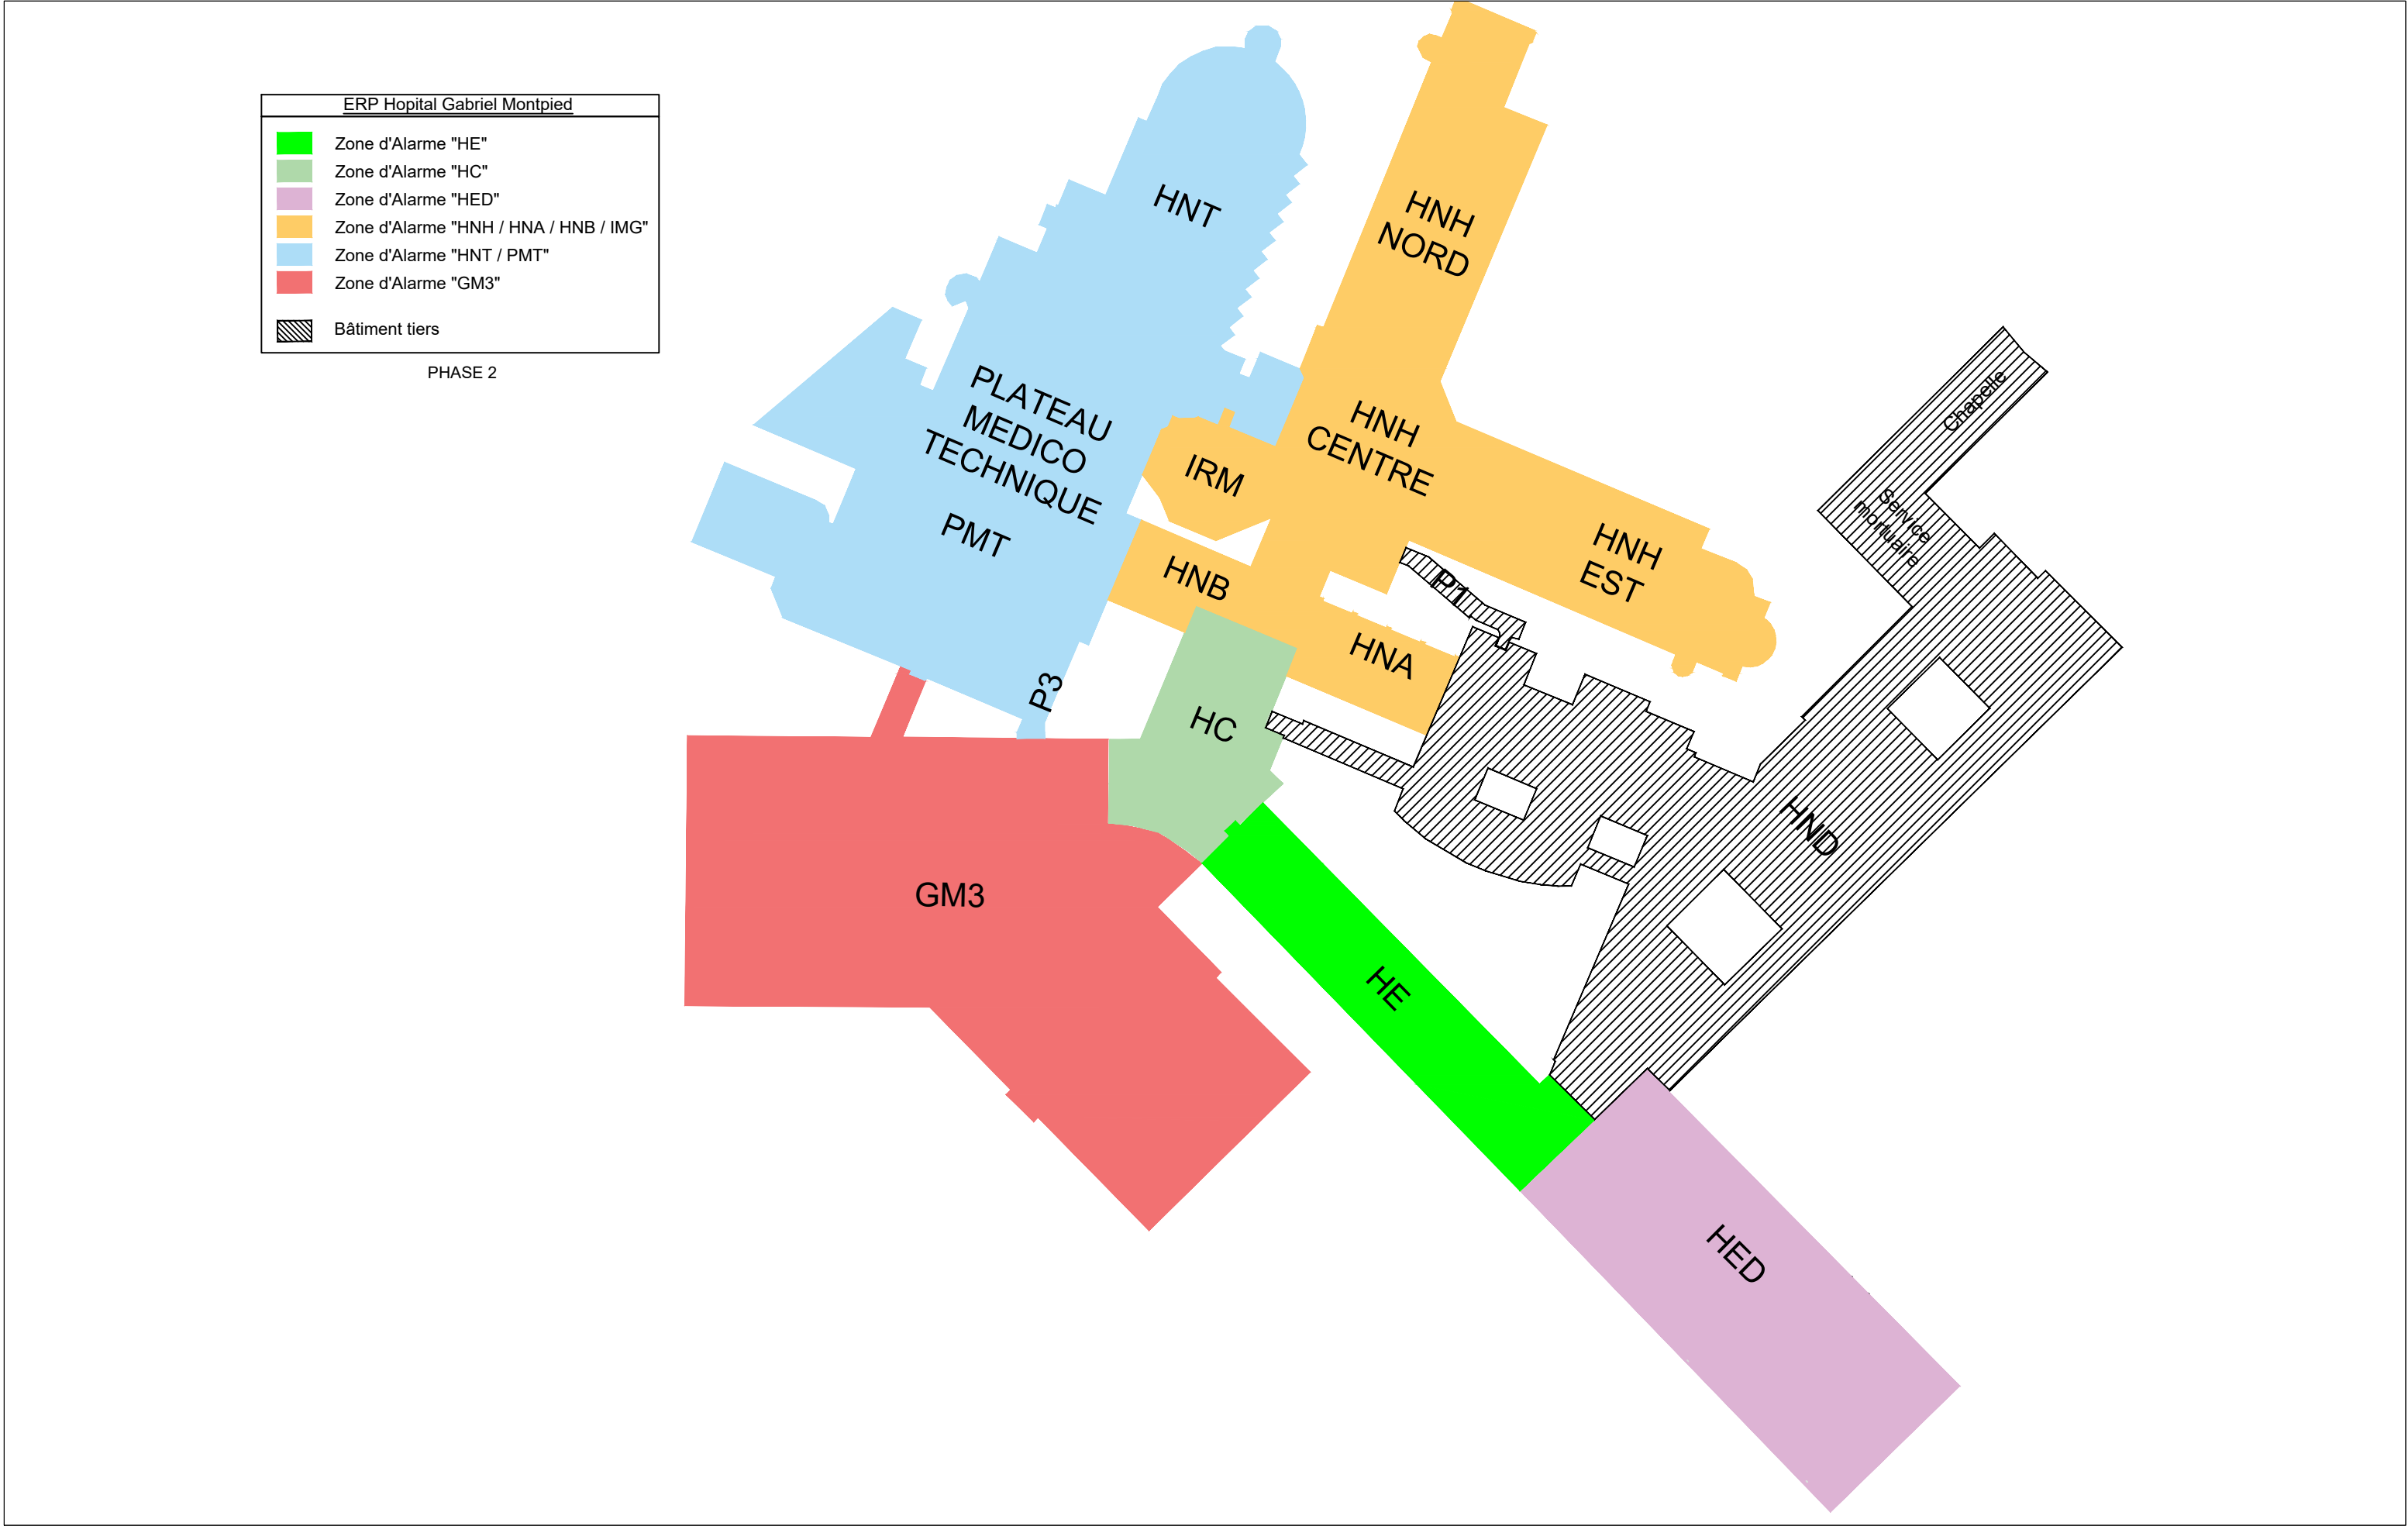 ERP Hopital Gabriel Montpied
Zone d'Alarme "HE"
Zone d'Alarme "HC"
Zone d'Alarme "HED"
Zone d'Alarme "HNH / HNA / HNB / IMG"
Zone d'Alarme "HNT / PMT"
Zone d'Alarme "GM3"
Bâtiment tiers
PHASE 2
HNT
HNH
NORD
PLATEAU
MEDICO
TECHNIQUE
PMT
IRM
HNH
CENTRE
HNH
EST
HNB
HNA
P1
P3
HC
Chapelle
Service
mortuaire
HND
GM3
HE
HED